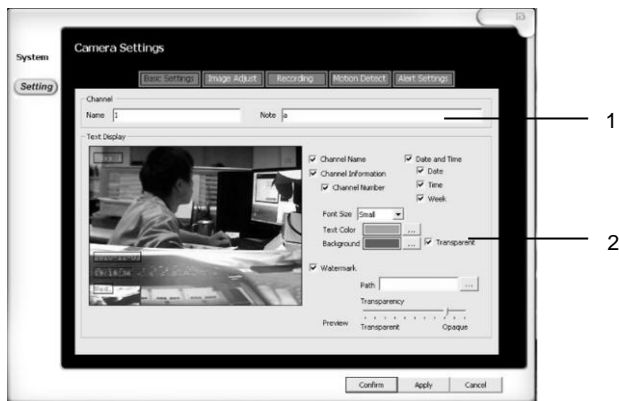 Camera Settings
System
Setting
Basic Settings Image Adjust Recording Motion Detect Alert Settings
Channel
Name 1 Note a
1
Text Display
Channel Name Date and Time
Channel Information Date
Channel Number Time
Week
Font Size Small
Text Color ...
Background ... Transparent
2
Watermark
Path ...
Transparency
Preview Transparent Opaque
Confirm Apply Cancel